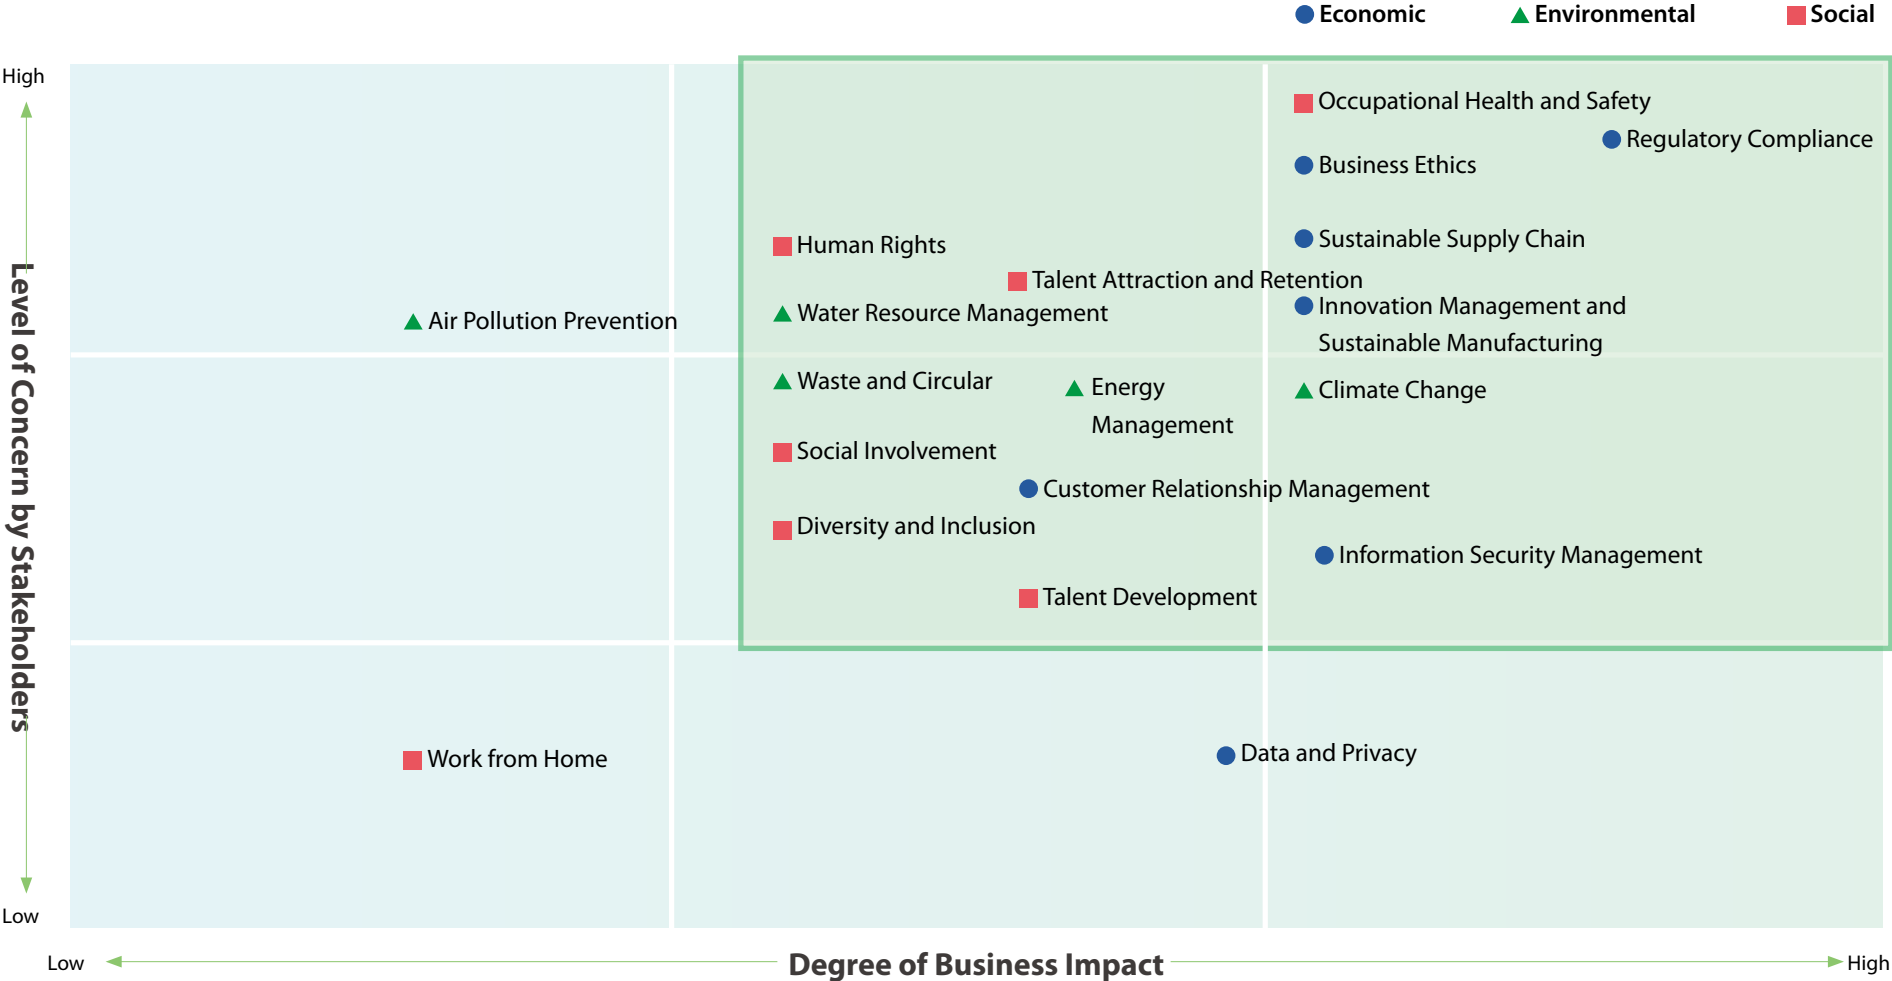 Economic
Environmental
Social
High
Occupational Health and Safety
Regulatory Compliance
Business Ethics
Human Rights
Sustainable Supply Chain
Talent Attraction and Retention
Water Resource Management
Innovation Management and
Sustainable Manufacturing
Air Pollution Prevention
Waste and Circular
Energy
Management
Climate Change
Social Involvement
Customer Relationship Management
Diversity and Inclusion
Information Security Management
Talent Development
Work from Home
Data and Privacy
Level of Concern by Stakeholders
Low
Low
Degree of Business Impact
High